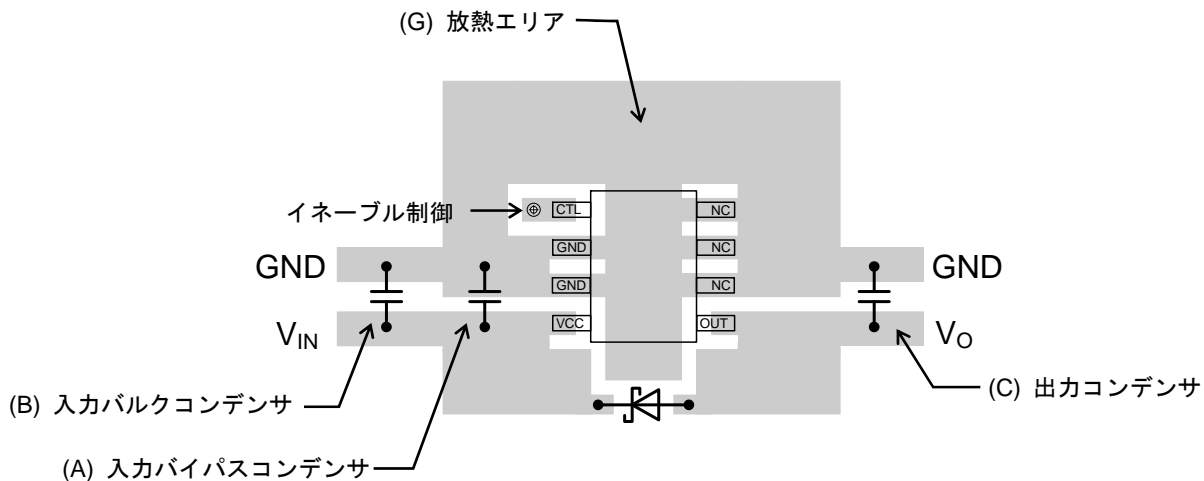 (G) 放熱エリア
イネーブル制御
CTL
NC
GND
NC
GND
GND
GND
NC
V_IN
VCC
OUT
V_O
(B) 入力バルクコンデンサ
(C) 出力コンデンサ
(A) 入力バイパスコンデンサ